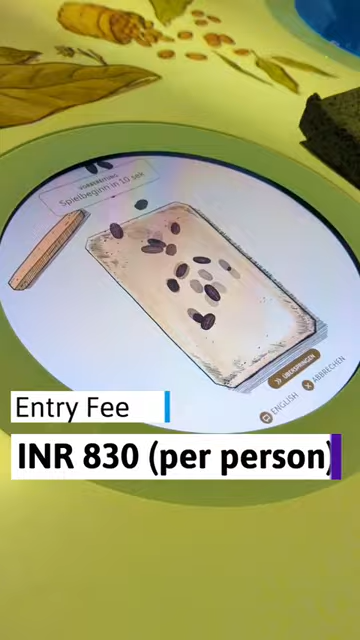 VORBEREITUNG
Spielbeginn in 10 sek
ÜBERSPRINGEN
ENGLISH
ABBRECHEN
Entry Fee
INR 830 (per person)